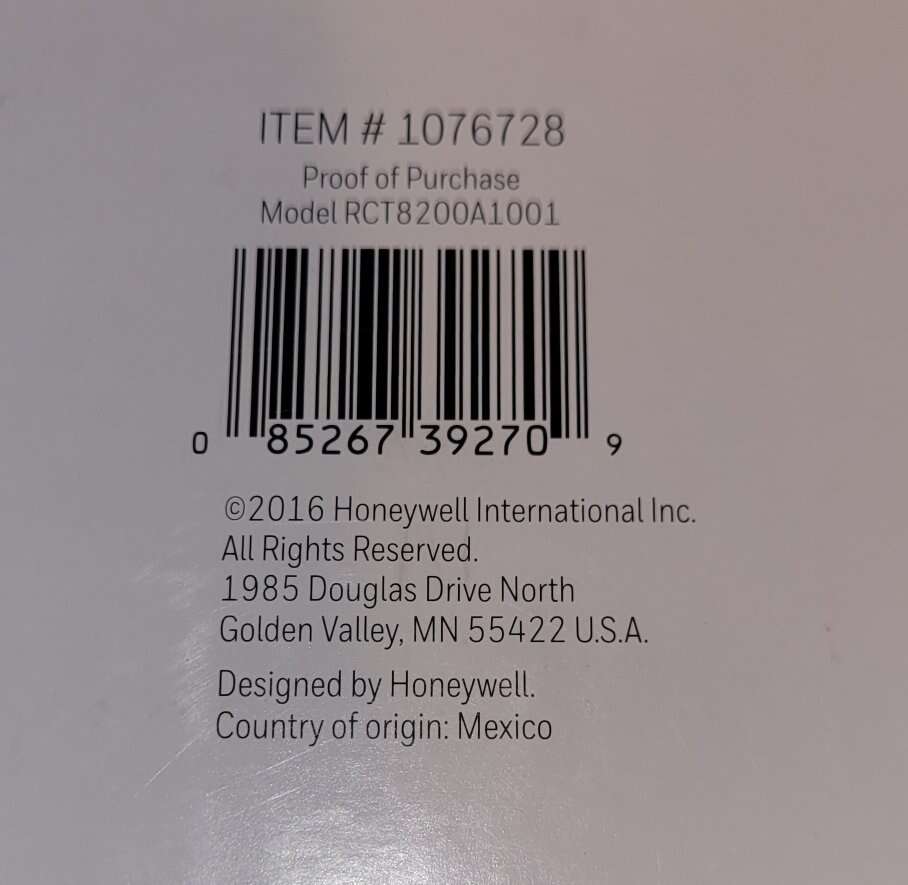 ITEM # 1076728
Proof of Purchase
Model RCT8200A1001
0 85267 39270 9
©2016 Honeywell International Inc.
All Rights Reserved.
1985 Douglas Drive North
Golden Valley, MN 55422 U.S.A.
Designed by Honeywell.
Country of origin: Mexico